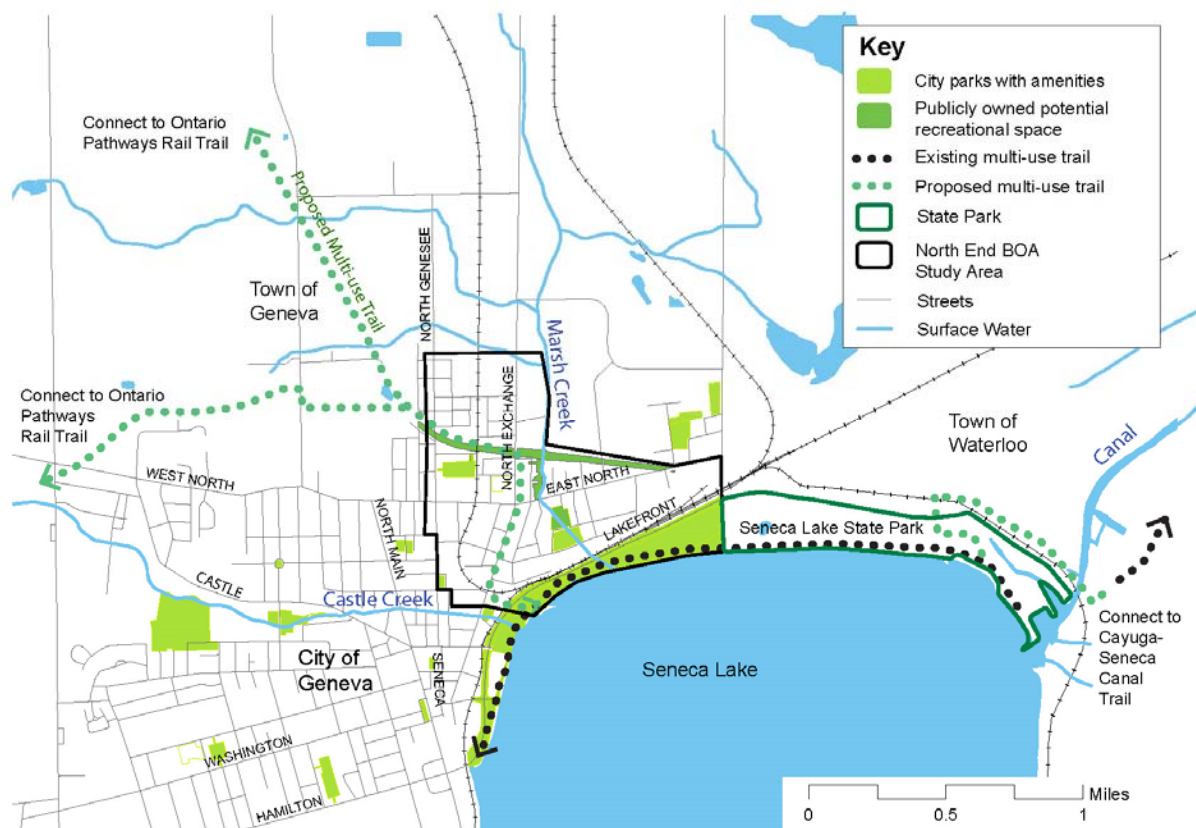 Key
City parks with amenities
Publicly owned potential
recreational space
Existing multi-use trail
Proposed multi-use trail
State Park
North End BOA
Study Area
Streets
Surface Water
Connect to Ontario
Pathways Rail Trail
Proposed Multi-use Trail
Town of
Geneva
NORTH GENESEE
Marsh Creek
NORTH EXCHANGE
Connect to Ontario
Pathways
Rail Trail
WEST NORTH
NORTH MAIN
EAST NORTH
LAKEFRONT
Town of
Waterloo
Canal
Seneca Lake State Park
CASTLE
Castle Creek
City of
Geneva
SENECA
Seneca Lake
Connect to
Cayuga-
Seneca
Canal
Trail
WASHINGTON
HAMILTON
Miles
0
0.5
1